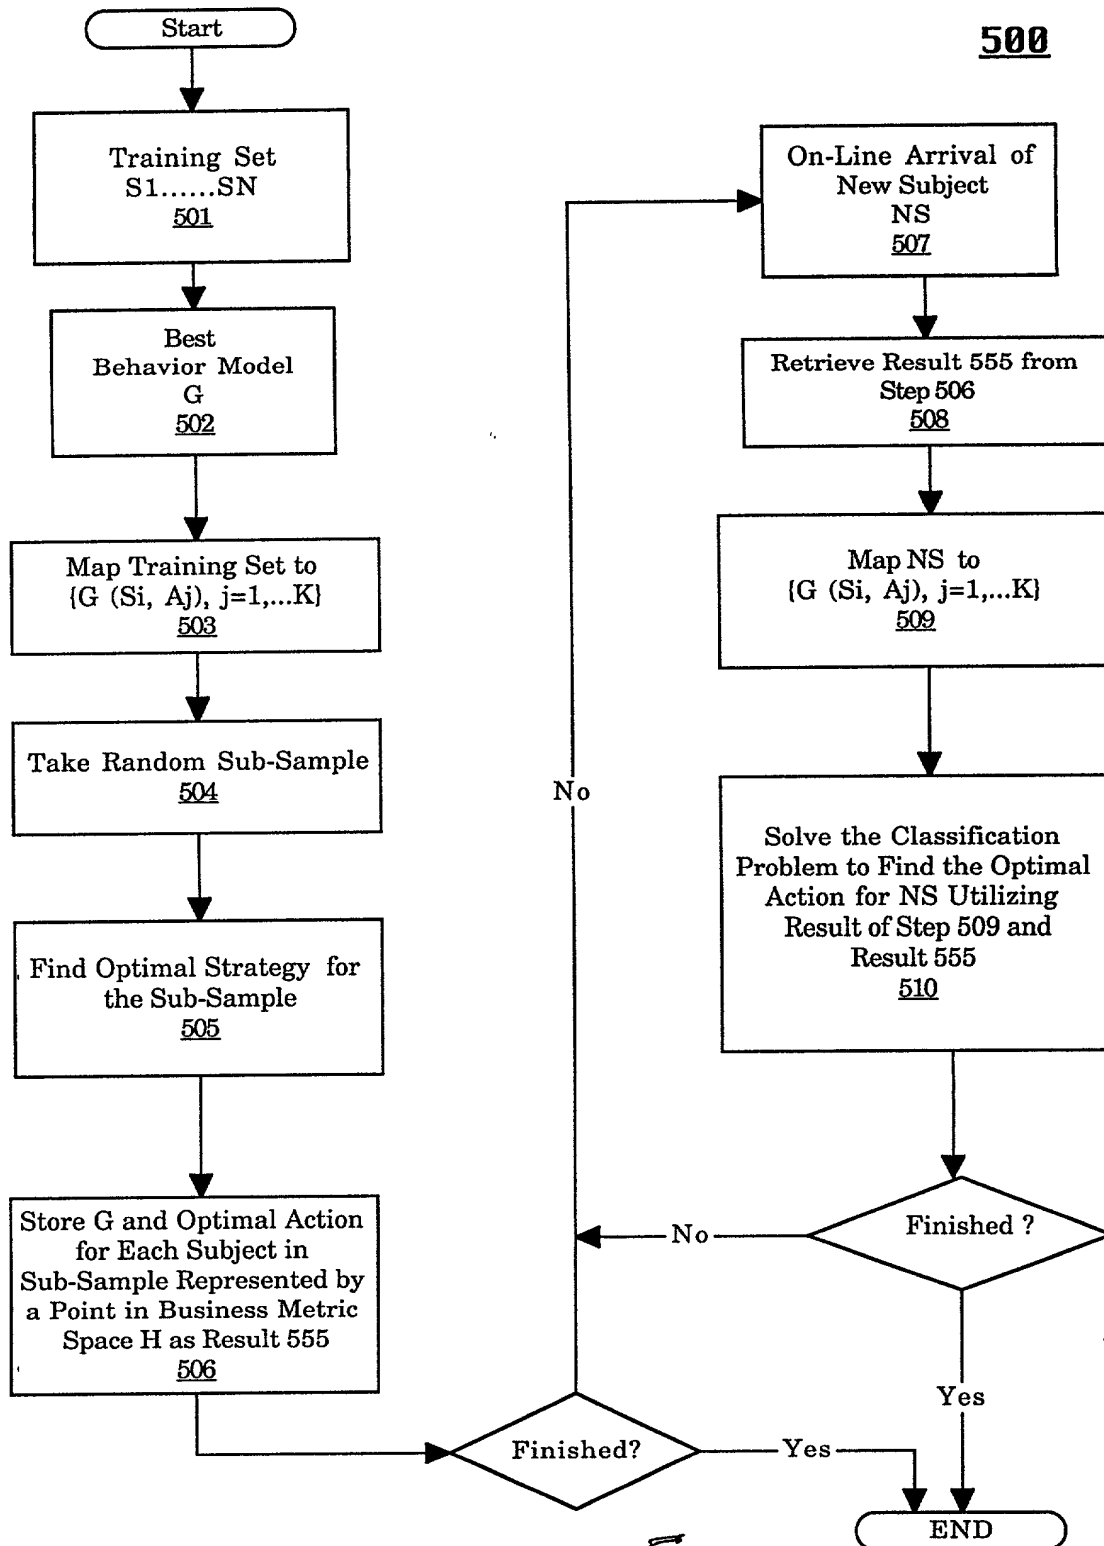 Start
500
Training Set
S1......SN
501
Best
Behavior Model
G
502
Map Training Set to
{G (Si, Aj), j=1,...K}
503
Take Random Sub-Sample
504
Find Optimal Strategy for
the Sub-Sample
505
Store G and Optimal Action
for Each Subject in
Sub-Sample Represented by
a Point in Business Metric
Space H as Result 555
506
Finished?
No
Yes
On-Line Arrival of
New Subject
NS
507
Retrieve Result 555 from
Step 506
508
Map NS to
{G (Si, Aj), j=1,...K}
509
Solve the Classification
Problem to Find the Optimal
Action for NS Utilizing
Result of Step 509 and
Result 555
510
Finished ?
No
Yes
END